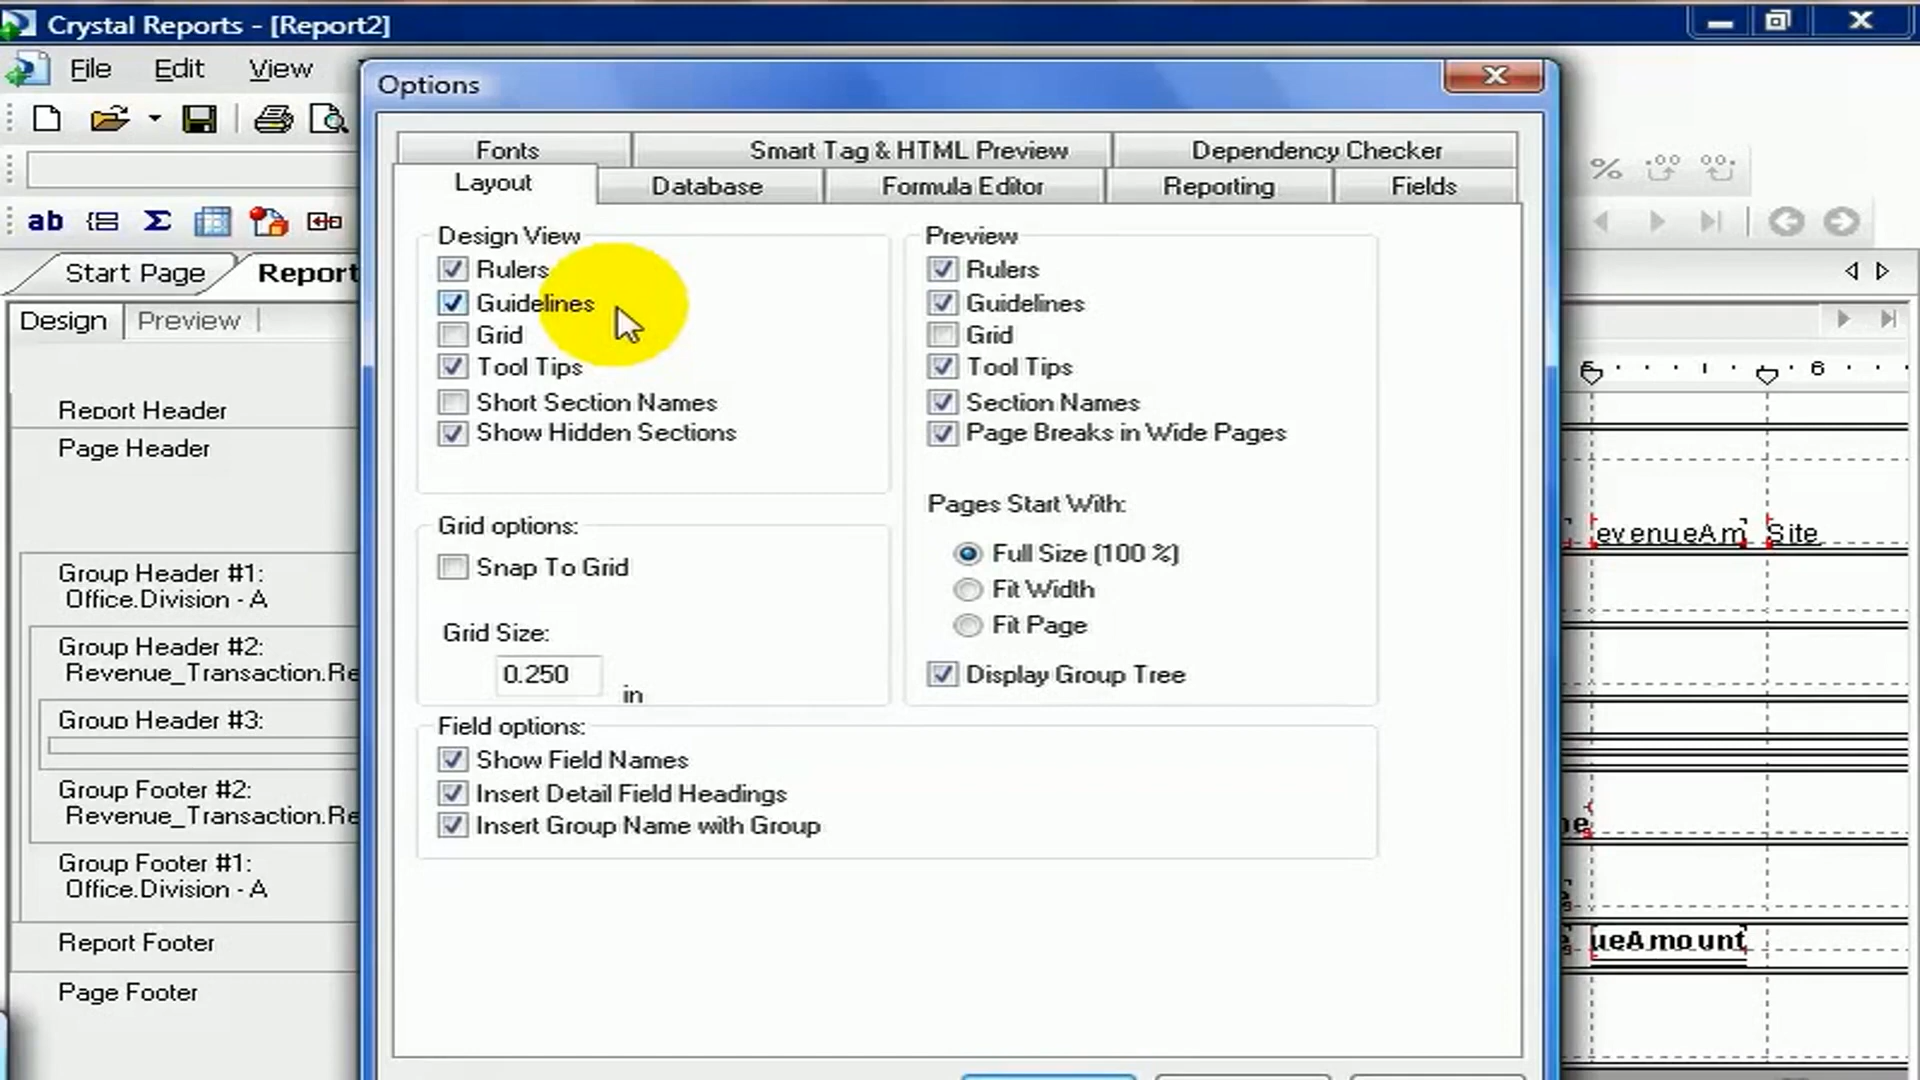 Crystal Reports - [Report2]
File Edit View
Options
Fonts Smart Tag & HTML Preview Dependency Checker
Layout Database Formula Editor Reporting Fields
ab
Start Page Report
Design Preview
Design View
Rulers
Guidelines
Grid
Tool Tips
Short Section Names
Show Hidden Sections
Preview
Rulers
Guidelines
Grid
Tool Tips
Section Names
Page Breaks in Wide Pages
Pages Start With:
Full Size (100 %)
Fit Width
Fit Page
Display Group Tree
Grid options:
Snap To Grid
Grid Size:
0.250 in
Field options:
Show Field Names
Insert Detail Field Headings
Insert Group Name with Group
Report Header
Page Header
Group Header #1:
Office.Division - A
Group Header #2:
Revenue_Transaction.Re
Group Header #3:
Group Footer #2:
Revenue_Transaction.Re
Group Footer #1:
Office.Division - A
Report Footer
Page Footer
6
evenueAm Site
ueAmount